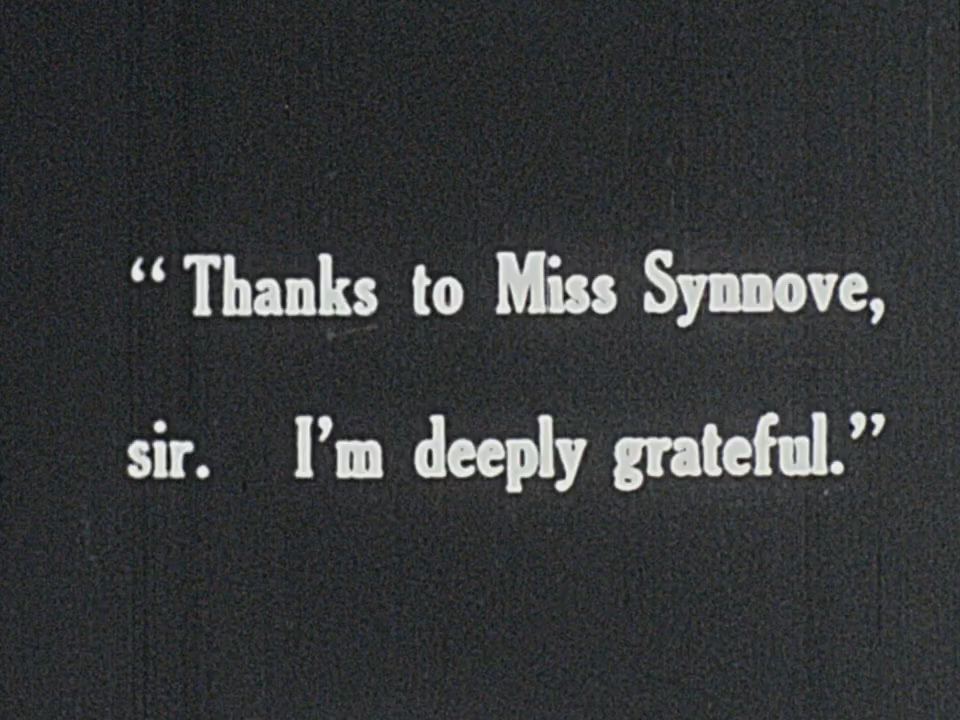 “Thanks to Miss Synnove,
sir. I’m deeply grateful.”